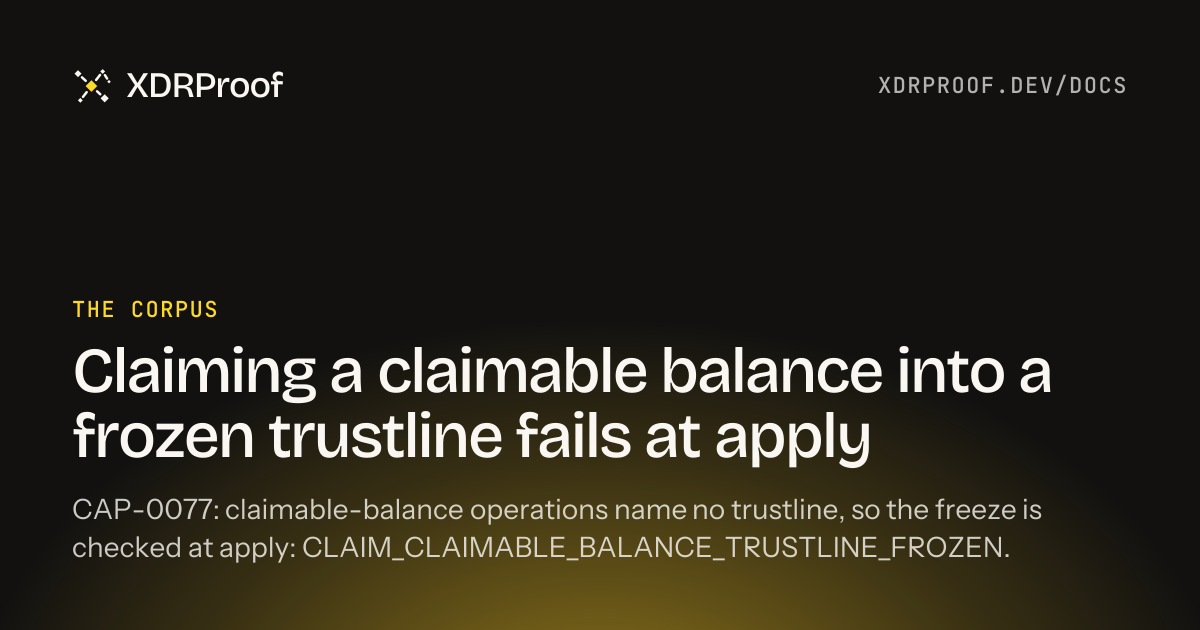 XDRProof
XDRPROOF.DEV/DOCS
THE CORPUS
Claiming a claimable balance into a
frozen trustline fails at apply
CAP-0077: claimable-balance operations name no trustline, so the freeze is
checked at apply: CLAIM_CLAIMABLE_BALANCE_TRUSTLINE_FROZEN.